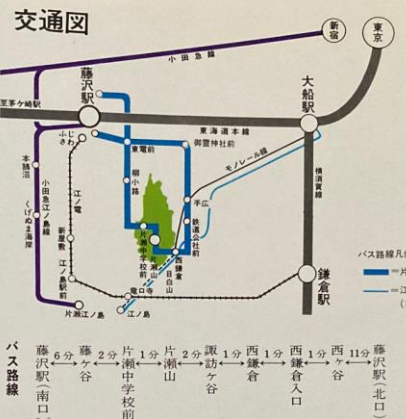 交通図
新宿
東京
小田急線
藤沢駅
大船駅
至茅ケ崎駅
東海道本線
ふじさわ
東電前
御霊神社前
モノレール線
本鵠沼
小田急江ノ島線
くげぬま海岸
江ノ電
柳小路
新屋敷
手広
鉄道公社前
横須賀線
片瀬中学校前
片瀬山
西鎌倉
目白山
江ノ島駅前
竜口寺
鎌倉駅
片瀬江ノ島
江ノ島
バス路線凡
バス路線
藤沢駅(南口) 6分 藤ヶ谷 2分 片瀬中学校前 1分 片瀬山 2分 諏訪ヶ谷 1分 西鎌倉 1分 西鎌倉入口 1分 西ヶ谷 11分 藤沢駅(北口)